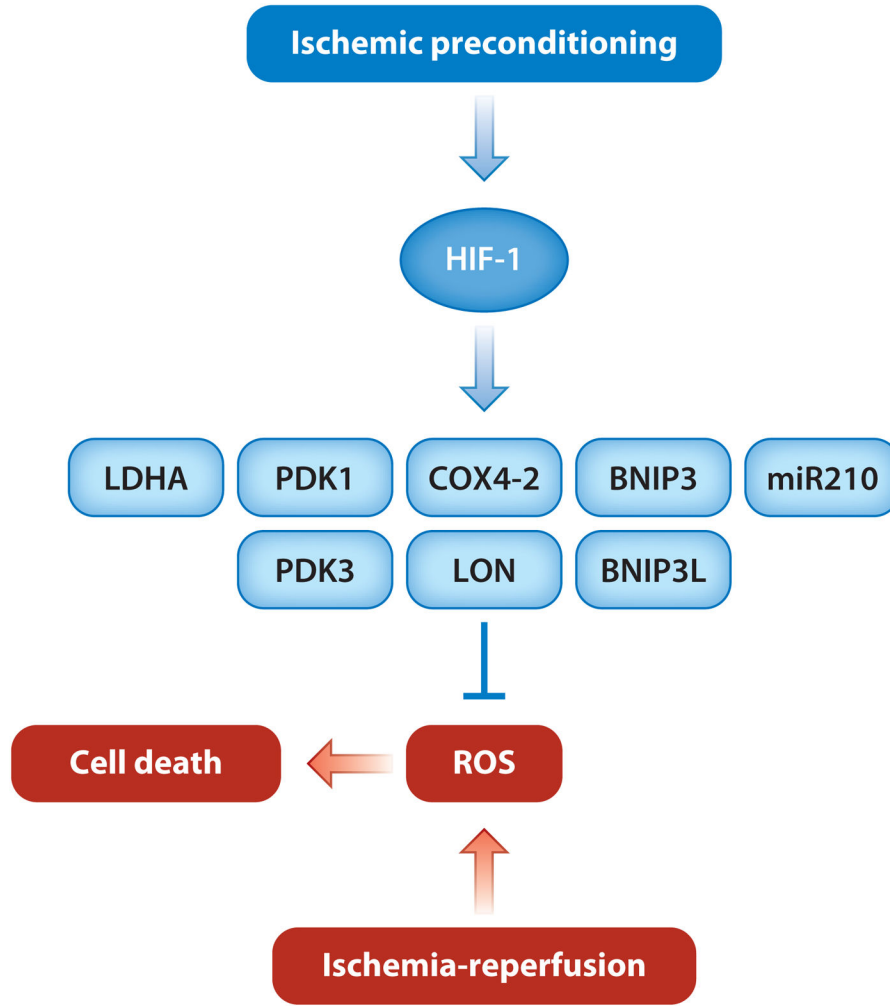 Ischemic preconditioning
HIF-1
LDHA PDK1 COX4-2 BNIP3 miR210
PDK3 LON BNIP3L
Cell death ROS
Ischemia-reperfusion